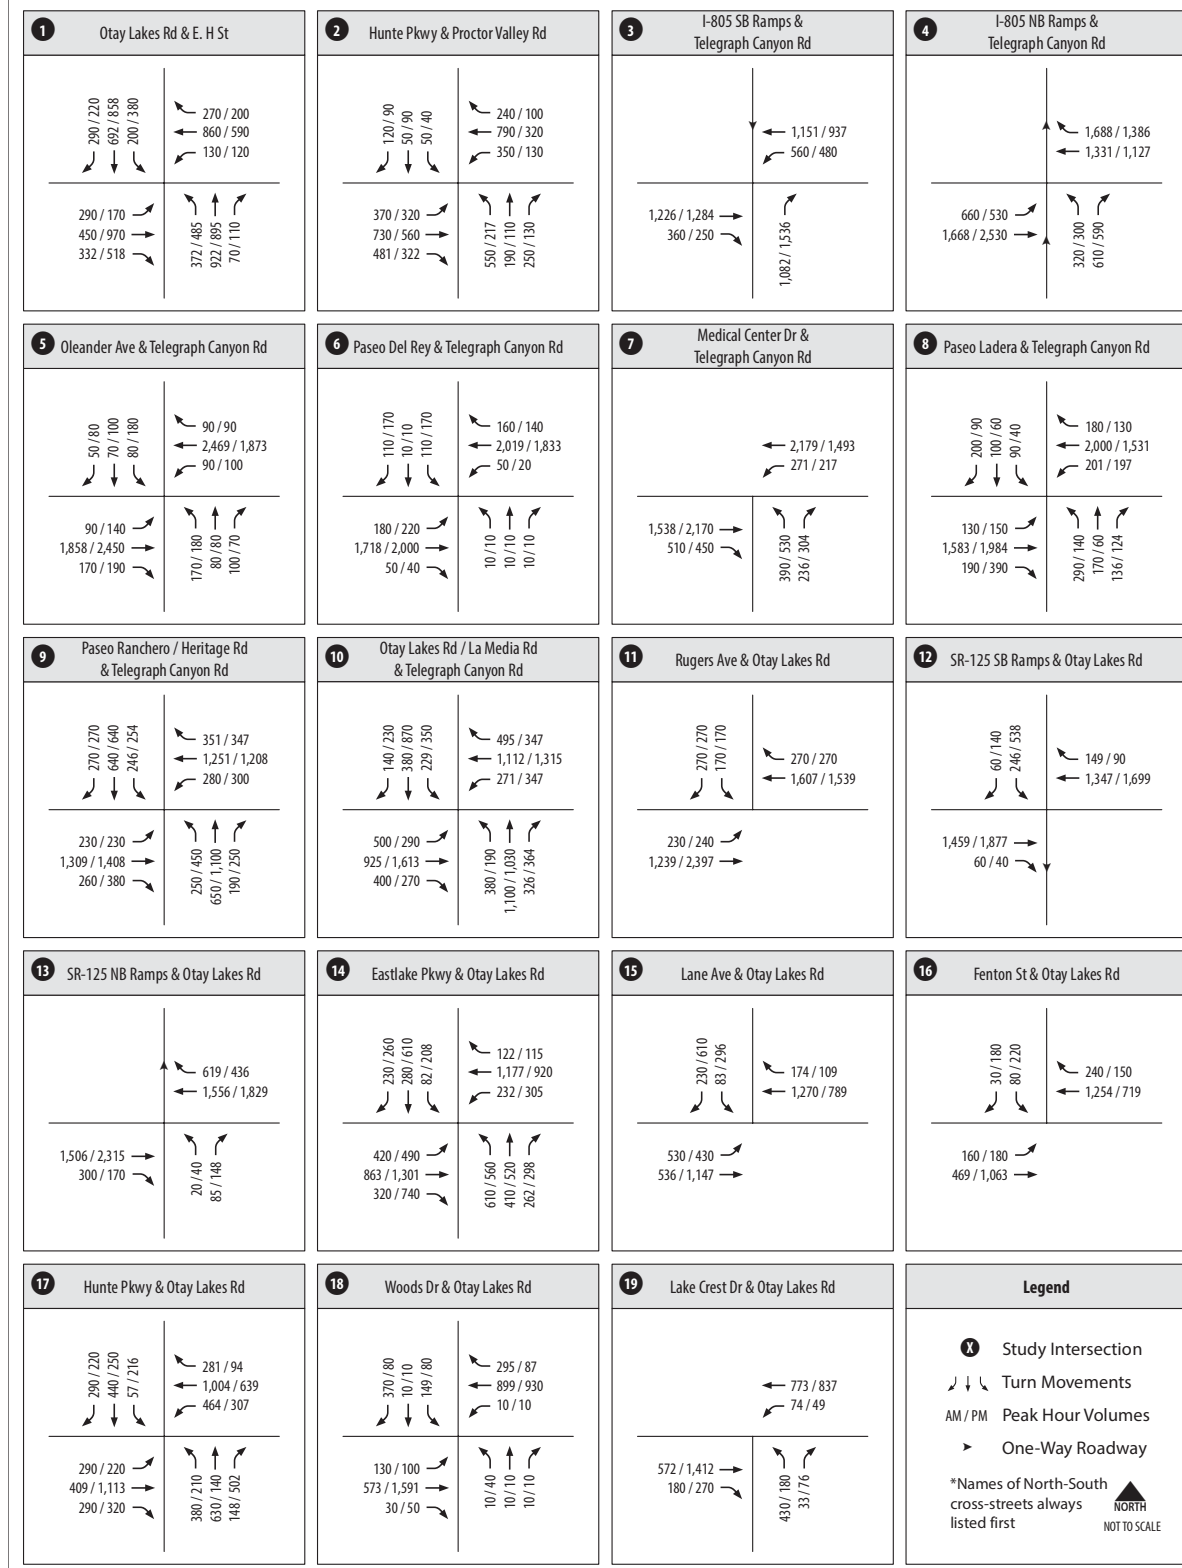 1 Otay Lakes Rd & E. H St
290 / 220
692 / 858
200 / 380
270 / 200
860 / 590
130 / 120
290 / 170
450 / 970
332 / 518
372 / 485
922 / 895
70 / 110
2 Hunte Pkwy & Proctor Valley Rd
120 / 90
50 / 90
50 / 40
240 / 100
790 / 320
350 / 130
370 / 320
730 / 560
481 / 322
550 / 217
190 / 110
250 / 130
3 I-805 SB Ramps &
Telegraph Canyon Rd
1,151 / 937
560 / 480
1,226 / 1,284
360 / 250
1,082 / 1,536
4 I-805 NB Ramps &
Telegraph Canyon Rd
1,688 / 1,386
1,331 / 1,127
660 / 530
1,668 / 2,530
320 / 300
610 / 590
5 Oleander Ave & Telegraph Canyon Rd
50 / 80
70 / 100
80 / 180
90 / 90
2,469 / 1,873
90 / 100
90 / 140
1,858 / 2,450
170 / 190
170 / 180
80 / 80
100 / 70
6 Paseo Del Rey & Telegraph Canyon Rd
110 / 170
10 / 10
110 / 170
160 / 140
2,019 / 1,833
50 / 20
180 / 220
1,718 / 2,000
50 / 40
10 / 10
10 / 10
10 / 10
7 Medical Center Dr &
Telegraph Canyon Rd
2,179 / 1,493
271 / 217
1,538 / 2,170
510 / 450
390 / 530
236 / 304
8 Paseo Ladera & Telegraph Canyon Rd
200 / 90
100 / 60
90 / 40
180 / 130
2,000 / 1,531
201 / 197
130 / 150
1,583 / 1,984
190 / 390
290 / 140
170 / 60
136 / 124
9 Paseo Ranchero / Heritage Rd
& Telegraph Canyon Rd
270 / 270
640 / 640
246 / 254
351 / 347
1,251 / 1,208
280 / 300
230 / 230
1,309 / 1,408
260 / 380
250 / 450
650 / 1,100
190 / 250
10 Otay Lakes Rd / La Media Rd
& Telegraph Canyon Rd
140 / 230
380 / 870
229 / 350
495 / 347
1,112 / 1,315
271 / 347
500 / 290
925 / 1,613
400 / 270
380 / 190
1,100 / 1,030
326 / 364
11 Rugers Ave & Otay Lakes Rd
270 / 270
170 / 170
270 / 270
1,607 / 1,539
230 / 240
1,239 / 2,397
12 SR-125 SB Ramps & Otay Lakes Rd
60 / 140
246 / 538
149 / 90
1,347 / 1,699
1,459 / 1,877
60 / 40
13 SR-125 NB Ramps & Otay Lakes Rd
619 / 436
1,556 / 1,829
1,506 / 2,315
300 / 170
20 / 40
85 / 148
14 Eastlake Pkwy & Otay Lakes Rd
230 / 260
280 / 610
82 / 208
122 / 115
1,177 / 920
232 / 305
420 / 490
863 / 1,301
320 / 740
610 / 560
410 / 520
262 / 298
15 Lane Ave & Otay Lakes Rd
230 / 610
83 / 296
174 / 109
1,270 / 789
530 / 430
536 / 1,147
16 Fenton St & Otay Lakes Rd
30 / 180
80 / 220
240 / 150
1,254 / 719
160 / 180
469 / 1,063
17 Hunte Pkwy & Otay Lakes Rd
290 / 220
440 / 250
57 / 216
281 / 94
1,004 / 639
464 / 307
290 / 220
409 / 1,113
290 / 320
380 / 210
630 / 140
148 / 502
18 Woods Dr & Otay Lakes Rd
370 / 80
10 / 10
149 / 80
295 / 87
899 / 930
10 / 10
130 / 100
573 / 1,591
30 / 50
10 / 40
10 / 10
10 / 10
19 Lake Crest Dr & Otay Lakes Rd
773 / 837
74 / 49
572 / 1,412
180 / 270
430 / 180
33 / 76
Legend
X Study Intersection
Turn Movements
AM / PM Peak Hour Volumes
One-Way Roadway
*Names of North-South
cross-streets always
listed first
NORTH
NOT TO SCALE